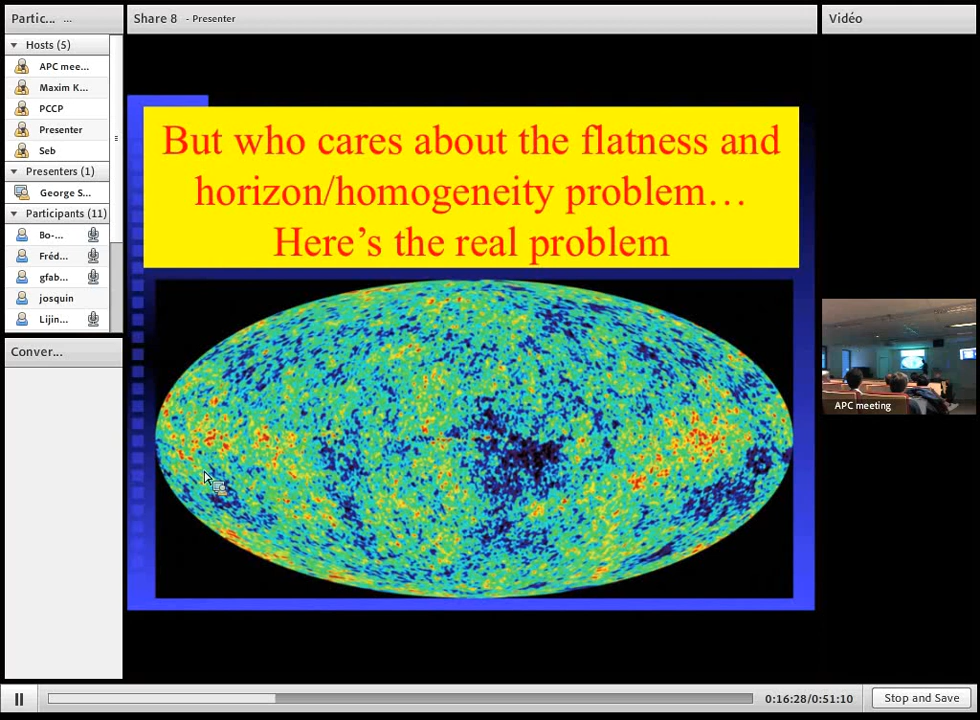 Partic... ...
Hosts (5)
APC mee...
Maxim K...
PCCP
Presenter
Seb
Presenters (1)
George S...
Participants (11)
Bo-...
Fréd...
gfab...
josquin
Lijin...
Conver...
Share 8 - Presenter
But who cares about the flatness and
horizon/homogeneity problem…
Here’s the real problem
Vidéo
APC meeting
0:16:28/0:51:10
Stop and Save